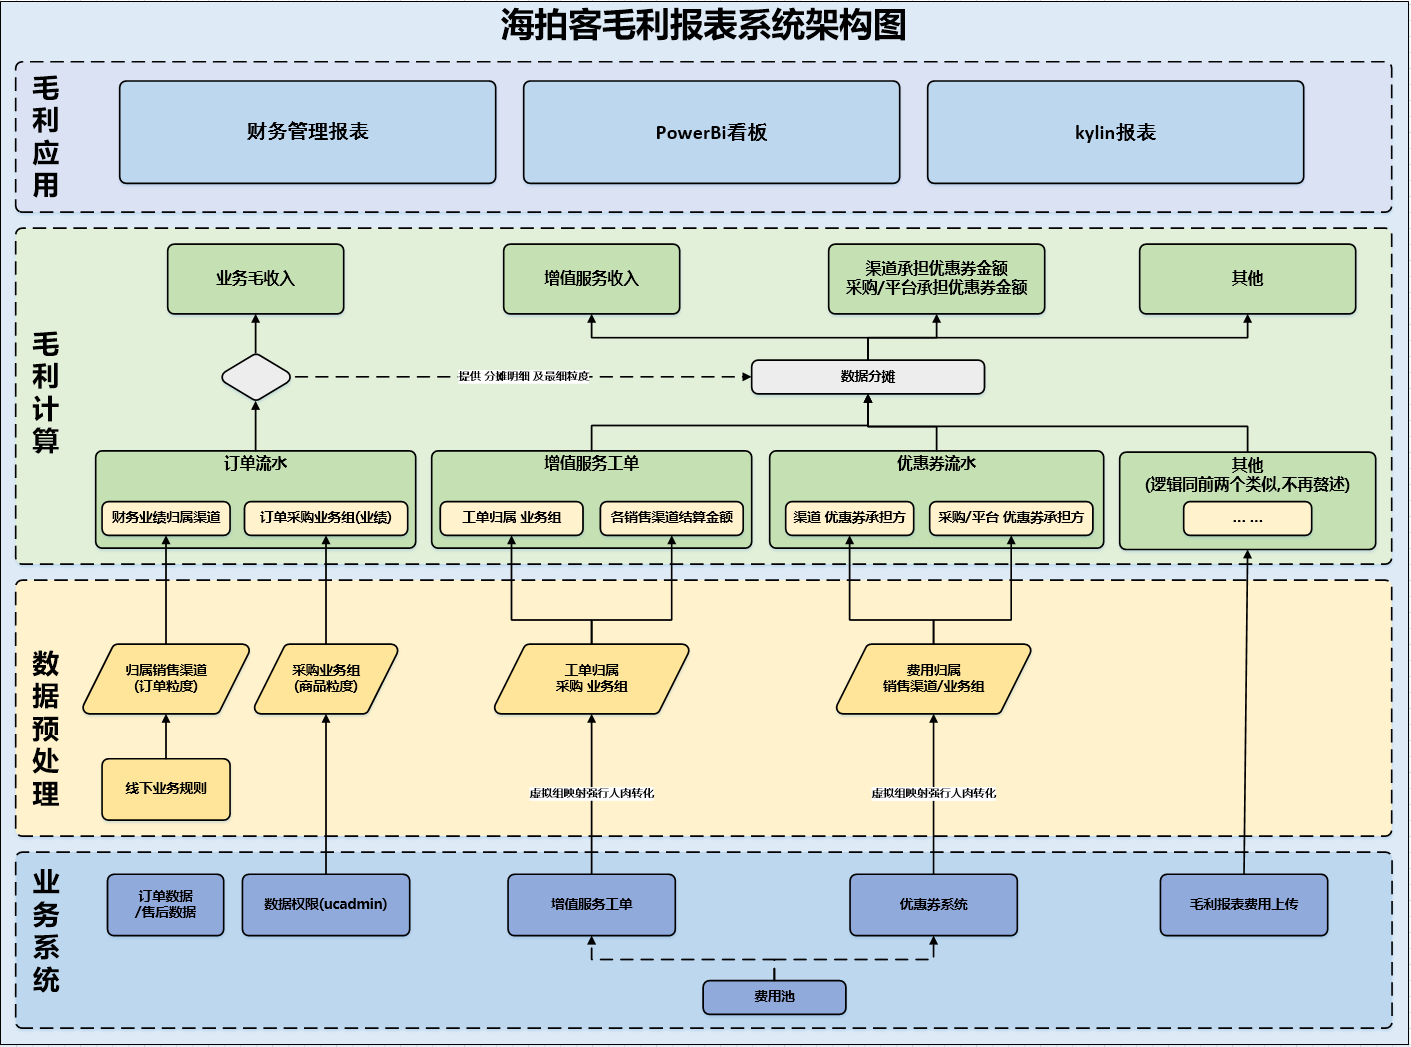 海拍客毛利报表系统架构图
毛利应用
财务管理报表
PowerBi看板
kylin报表
毛利计算
业务毛收入
增值服务收入
渠道承担优惠券金额
采购/平台承担优惠券金额
其他
提供 分摊明细 及最细粒度
数据分摊
订单流水
财务业绩归属渠道
订单采购业务组(业绩)
增值服务工单
工单归属 业务组
各销售渠道结算金额
优惠券流水
渠道 优惠券承担方
采购/平台 优惠券承担方
其他
(逻辑同前两个类似,不再赘述)
... ...
数据预处理
归属销售渠道
(订单粒度)
采购业务组
(商品粒度)
工单归属
采购 业务组
费用归属
销售渠道/业务组
线下业务规则
虚拟组映射强行人肉转化
虚拟组映射强行人肉转化
业务系统
订单数据
/售后数据
数据权限(ucadmin)
增值服务工单
优惠券系统
毛利报表费用上传
费用池